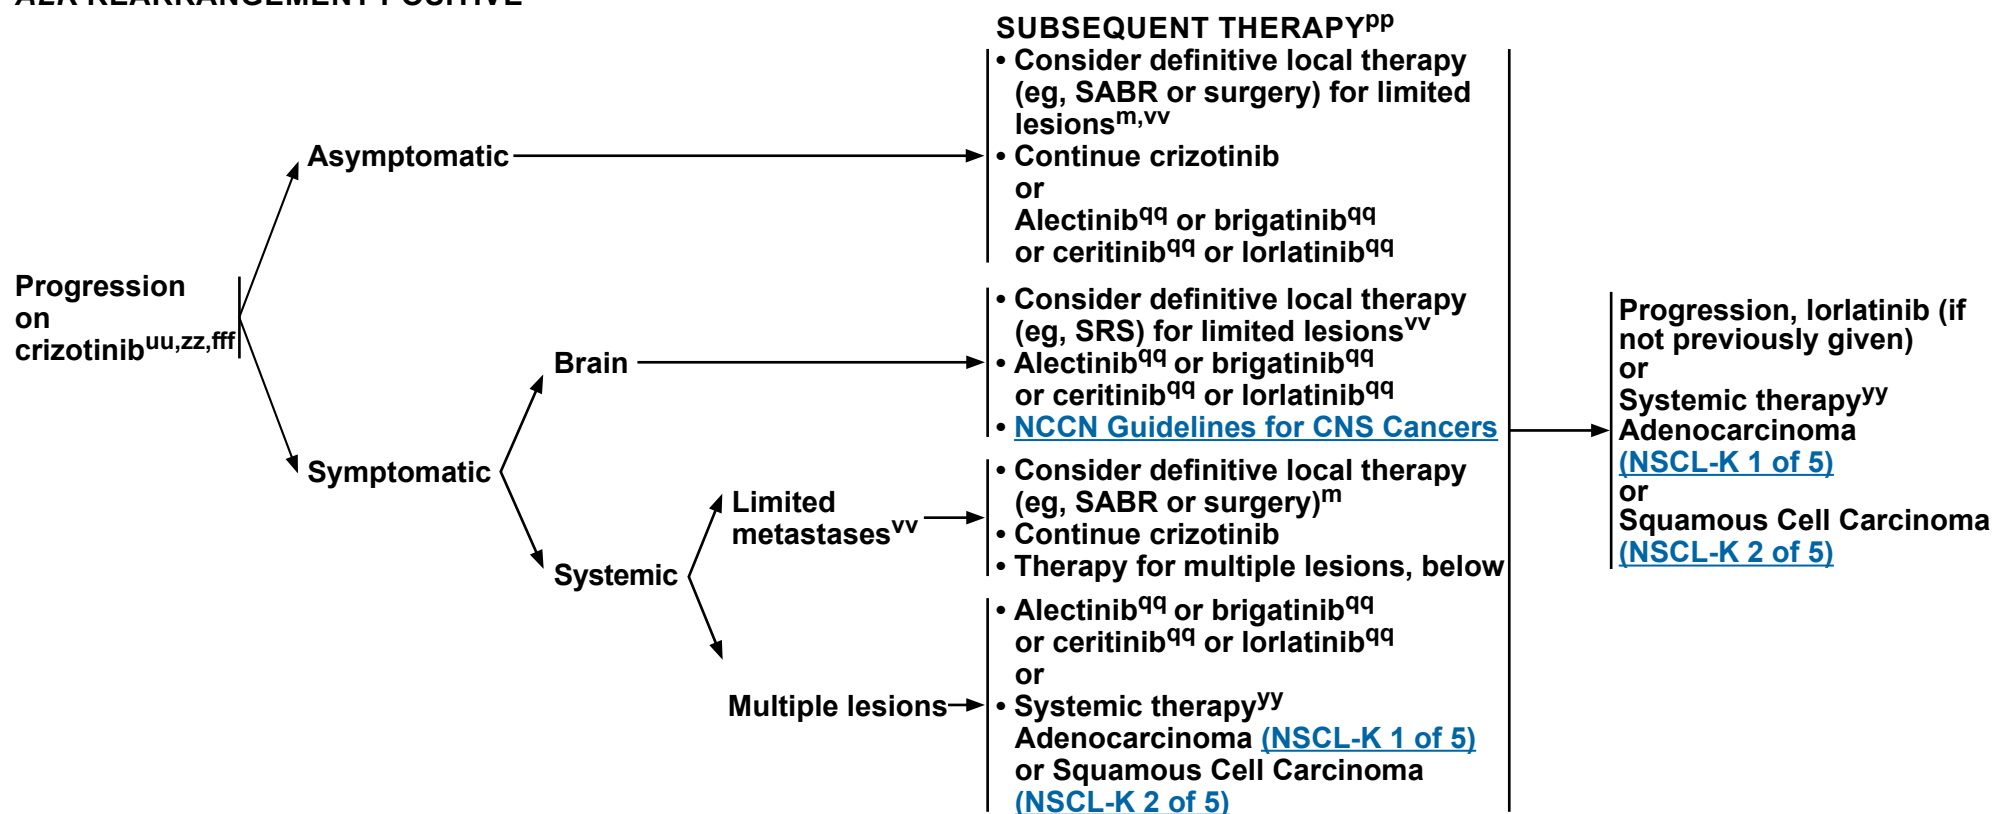 ALK REARRANGEMENT POSITIVE
SUBSEQUENT THERAPYpp
Progression
on
crizotinibuu,zz,fff
Asymptomatic
Symptomatic
Brain
Systemic
Limited
metastasesvv
Multiple lesions
• Consider definitive local therapy
(eg, SABR or surgery) for limited
lesionsm,vv
• Continue crizotinib
or
Alectinibqq or brigatinibqq
or ceritinibqq or lorlatinibqq
• Consider definitive local therapy
(eg, SRS) for limited lesionsvv
• Alectinibqq or brigatinibqq
or ceritinibqq or lorlatinibqq
• NCCN Guidelines for CNS Cancers
• Consider definitive local therapy
(eg, SABR or surgery)m
• Continue crizotinib
• Therapy for multiple lesions, below
• Alectinibqq or brigatinibqq
or ceritinibqq or lorlatinibqq
or
• Systemic therapyyy
Adenocarcinoma (NSCL-K 1 of 5)
or Squamous Cell Carcinoma
(NSCL-K 2 of 5)
Progression, lorlatinib (if
not previously given)
or
Systemic therapyyy
Adenocarcinoma
(NSCL-K 1 of 5)
or
Squamous Cell Carcinoma
(NSCL-K 2 of 5)